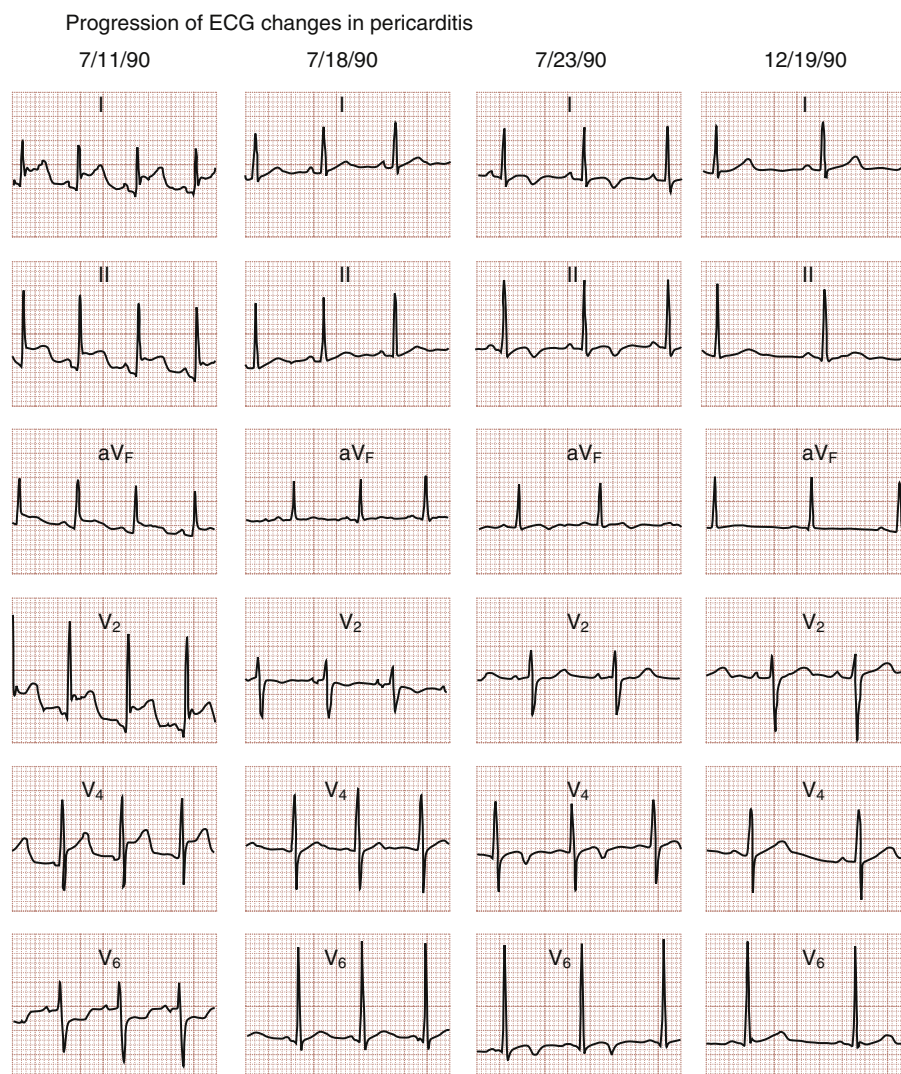 Progression of ECG changes in pericarditis
7/11/90 7/18/90 7/23/90 12/19/90
I I I I
II II II II
aVF aVF aVF aVF
V2 V2 V2 V2
V4 V4 V4 V4
V6 V6 V6 V6